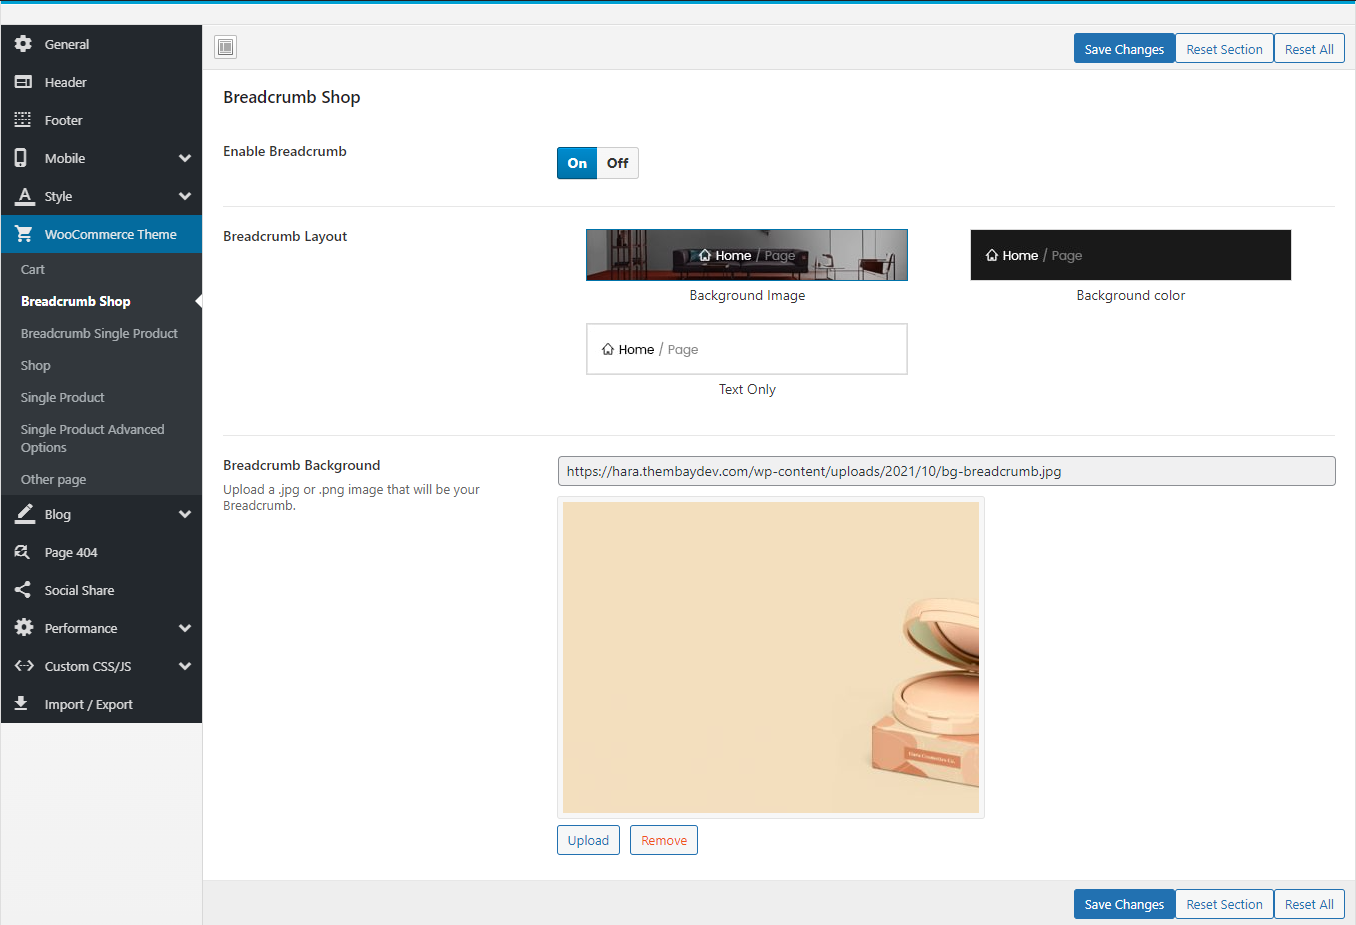 General
Header
Footer
Mobile
Style
WooCommerce Theme
Cart
Breadcrumb Shop
Breadcrumb Single Product
Shop
Single Product
Single Product Advanced
Options
Other page
Blog
Page 404
Social Share
Performance
Custom CSS/JS
Import / Export
Save Changes Reset Section Reset All
Breadcrumb Shop
Enable Breadcrumb
On Off
Breadcrumb Layout
Home / Page
Background Image
Home / Page
Background color
Home / Page
Text Only
Breadcrumb Background
Upload a .jpg or .png image that will be your
Breadcrumb.
https://hara.thembaydev.com/wp-content/uploads/2021/10/bg-breadcrumb.jpg
Hara Cosmetics Co.
Upload Remove
Save Changes Reset Section Reset All